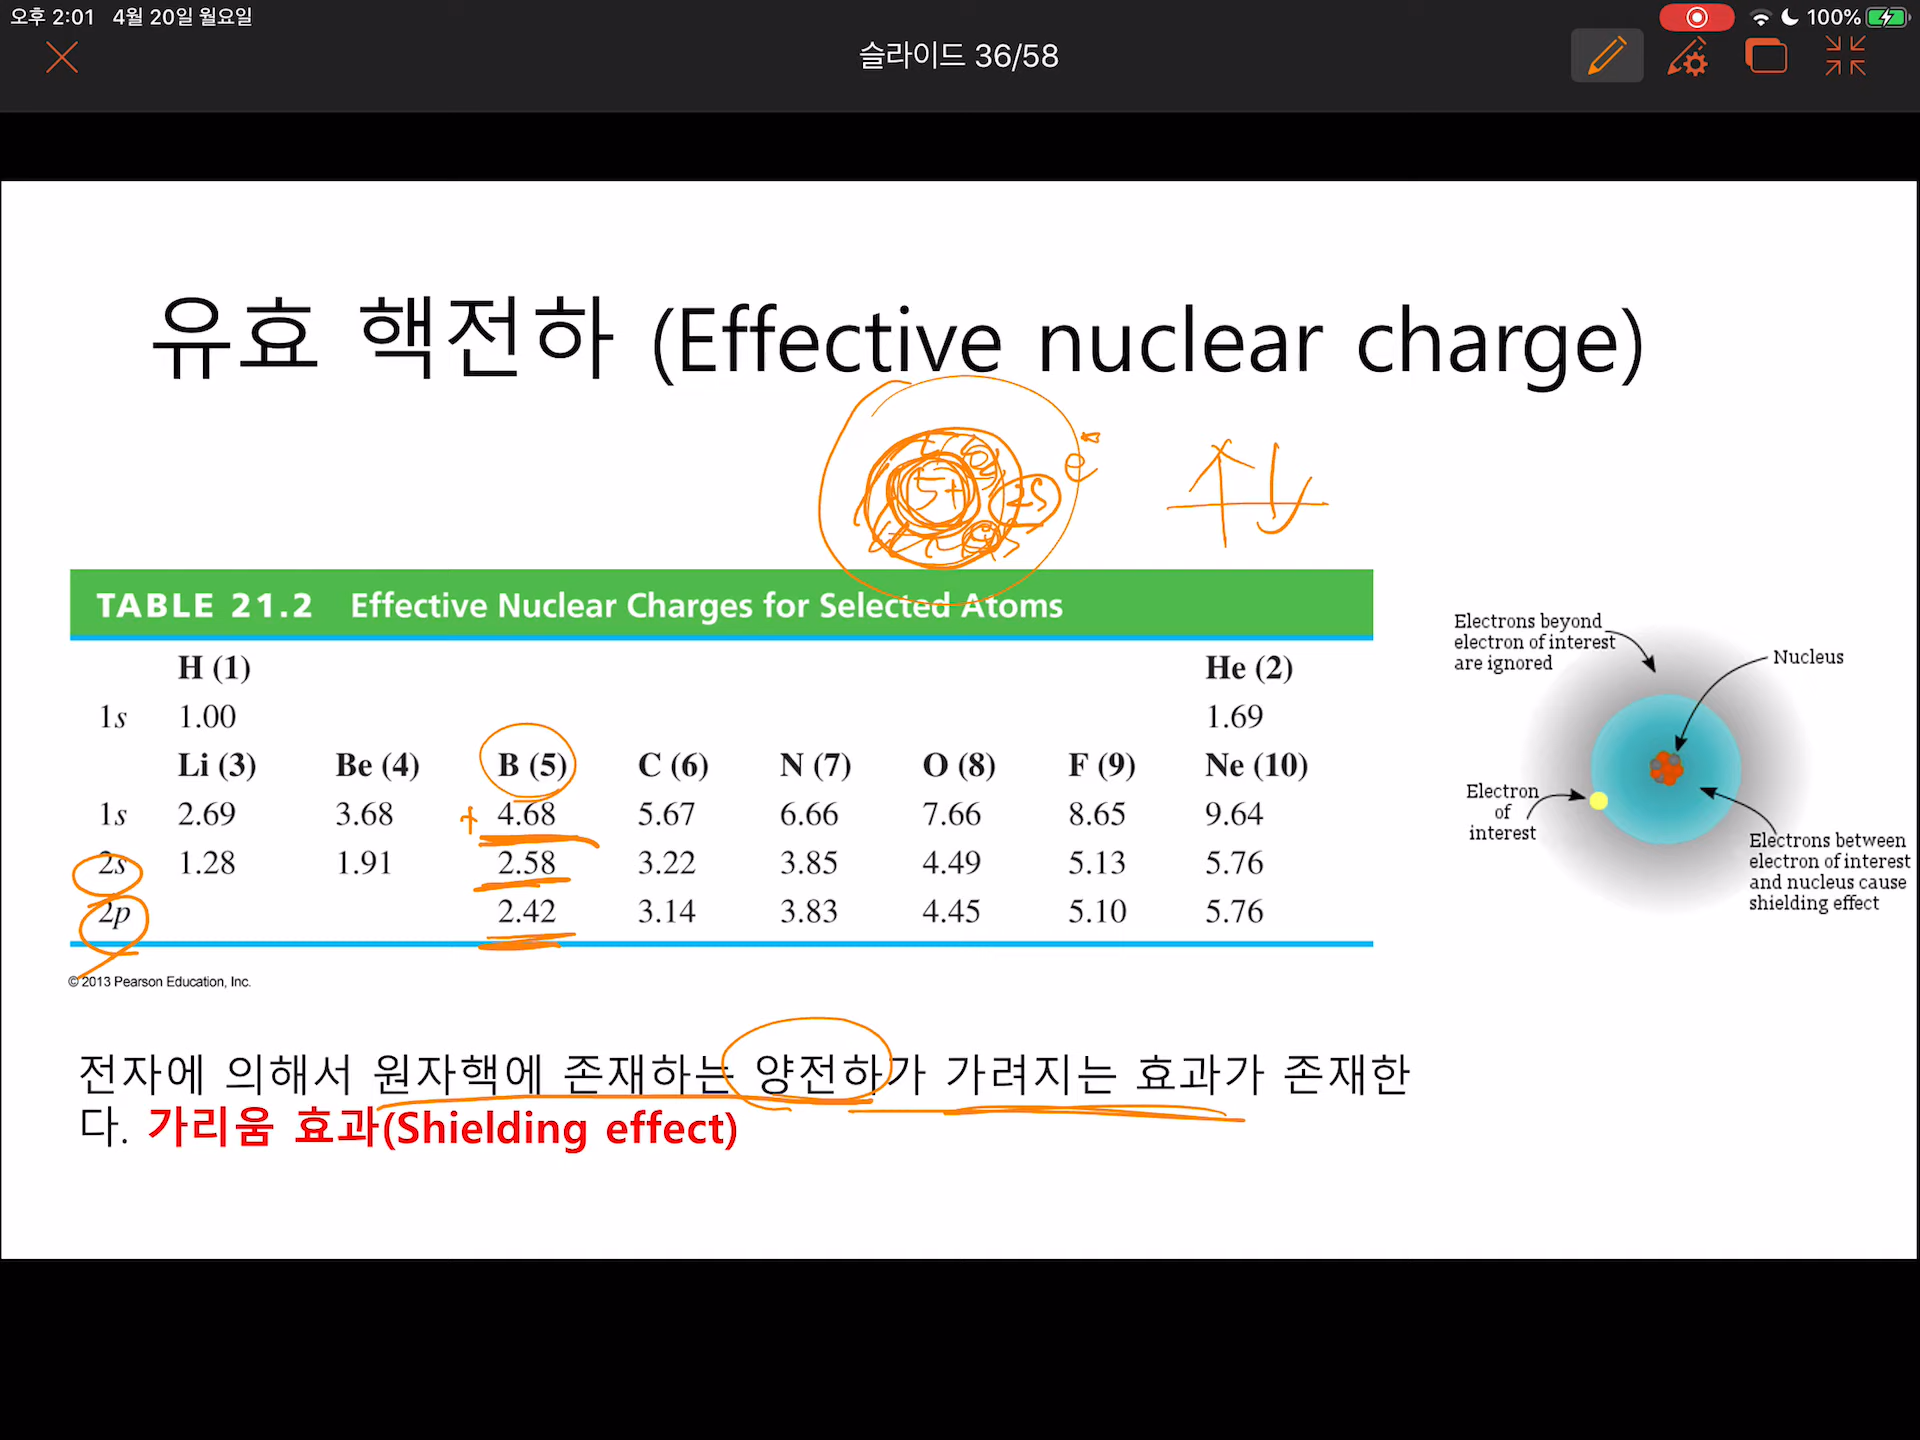 오후 2:01 4월 20일 월요일
100%
슬라이드 36/58
유효 핵전하 (Effective nuclear charge)
5+
2S
e
TABLE 21.2 Effective Nuclear Charges for Selected Atoms
H (1) He (2)
1s 1.00 1.69
Li (3) Be (4) B (5) C (6) N (7) O (8) F (9) Ne (10)
1s 2.69 3.68 + 4.68 5.67 6.66 7.66 8.65 9.64
2s 1.28 1.91 2.58 3.22 3.85 4.49 5.13 5.76
2p 2.42 3.14 3.83 4.45 5.10 5.76
© 2013 Pearson Education, Inc.
Electrons beyond
electron of interest
are ignored
Nucleus
Electron
of
interest
Electrons between
electron of interest
and nucleus cause
shielding effect
전자에 의해서 원자핵에 존재하는 양전하가 가려지는 효과가 존재한
다. 가리움 효과(Shielding effect)